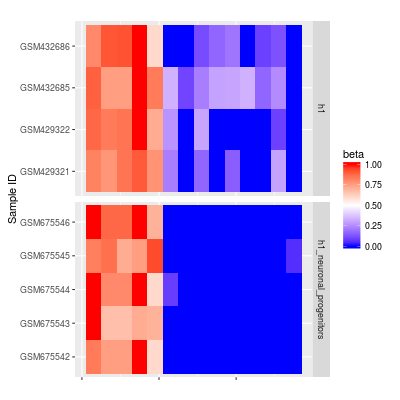 GSM432686
GSM432685
GSM429322
GSM429321
h1
GSM675546
GSM675545
GSM675544
GSM675543
GSM675542
h1_neuronal_progenitors
Sample ID
beta
1.00
0.75
0.50
0.25
0.00